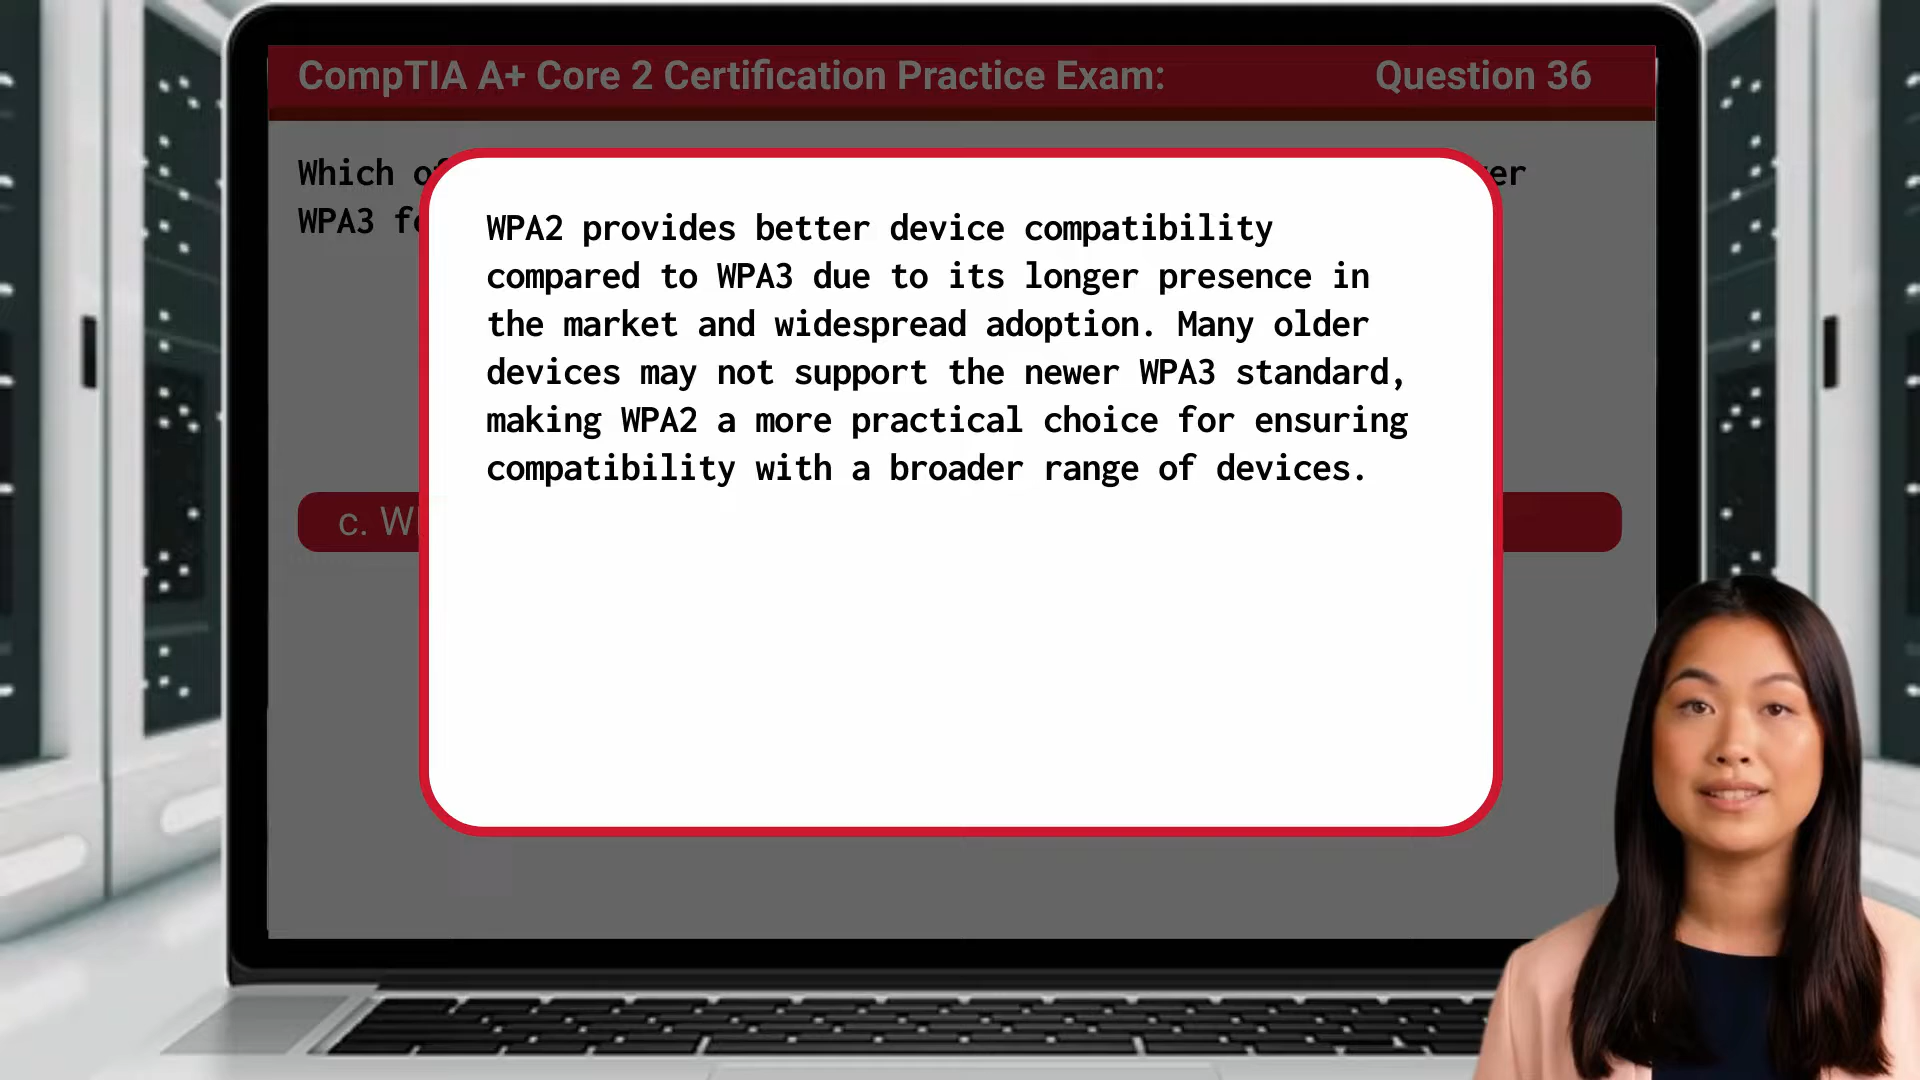 CompTIA A+ Core 2 Certification Practice Exam: Question 36
Which
WPA3
WPA2 provides better device compatibility
compared to WPA3 due to its longer presence in
the market and widespread adoption. Many older
devices may not support the newer WPA3 standard,
making WPA2 a more practical choice for ensuring
compatibility with a broader range of devices.
c.